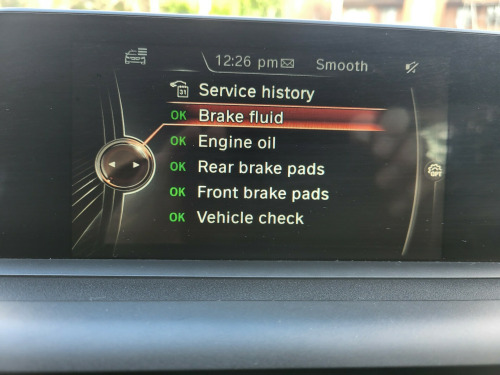 12:26 pm Smooth
31 Service history
OK Brake fluid
OK Engine oil
OK Rear brake pads
OK Front brake pads
OK Vehicle check